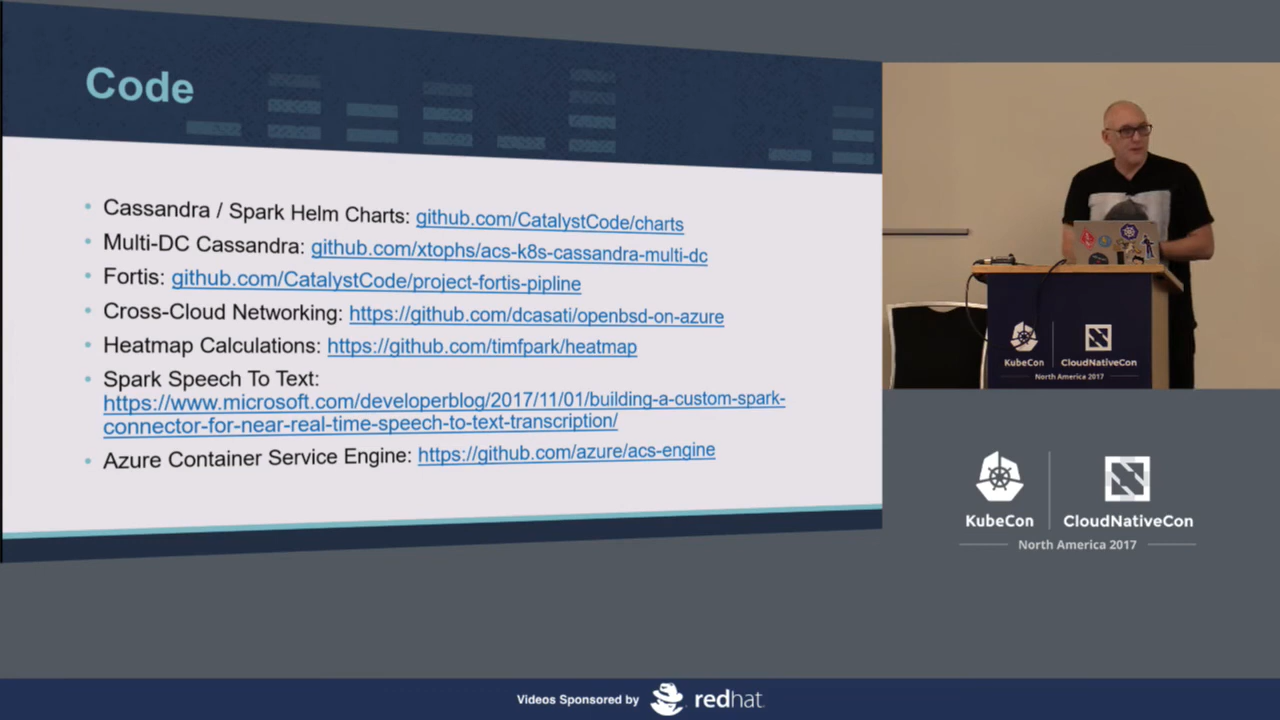 Code
Cassandra / Spark Helm Charts: github.com/CatalystCode/charts
Multi-DC Cassandra: github.com/xtophs/acs-k8s-cassandra-multi-dc
Fortis: github.com/CatalystCode/project-fortis-pipline
Cross-Cloud Networking: https://github.com/dcasati/openbsd-on-azure
Heatmap Calculations: https://github.com/timfpark/heatmap
Spark Speech To Text:
https://www.microsoft.com/developerblog/2017/11/01/building-a-custom-spark-
connector-for-near-real-time-speech-to-text-transcription/
Azure Container Service Engine: https://github.com/azure/acs-engine
KubeCon CloudNativeCon
North America 2017
KubeCon CloudNativeCon
North America 2017
Videos Sponsored by redhat.